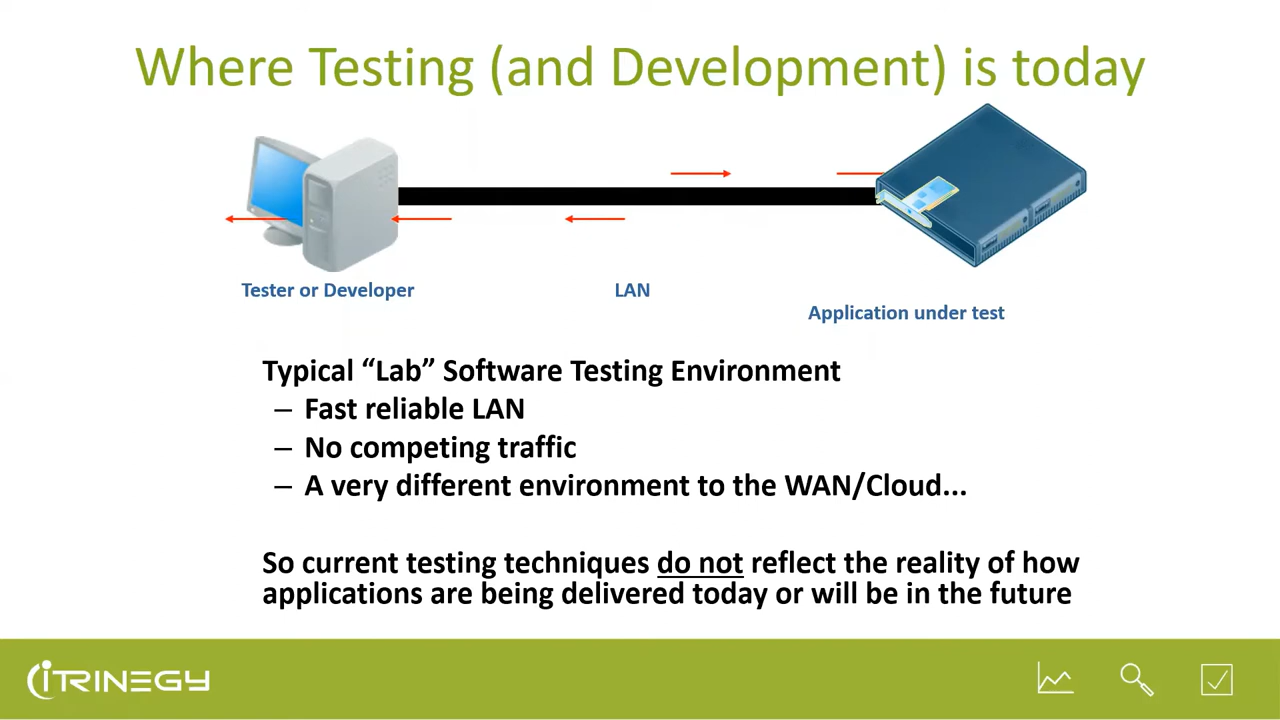 Where Testing (and Development) is today
Tester or Developer
LAN
Application under test
Typical “Lab” Software Testing Environment
– Fast reliable LAN
– No competing traffic
– A very different environment to the WAN/Cloud...
So current testing techniques do not reflect the reality of how
applications are being delivered today or will be in the future
iTRINEGY